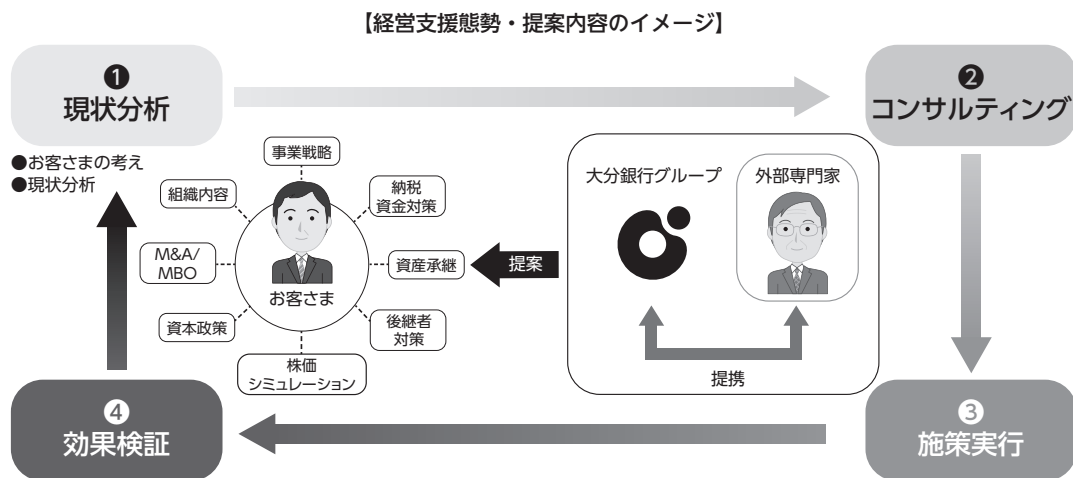 【経営支援態勢・提案内容のイメージ】
❶
現状分析
❷
コンサルティング
●お客さまの考え
●現状分析
事業戦略
組織内容
納税
資金対策
M&A/
MBO
資産承継
お客さま
資本政策
後継者
対策
株価
シミュレーション
提案
大分銀行グループ
外部専門家
提携
❹
効果検証
❸
施策実行